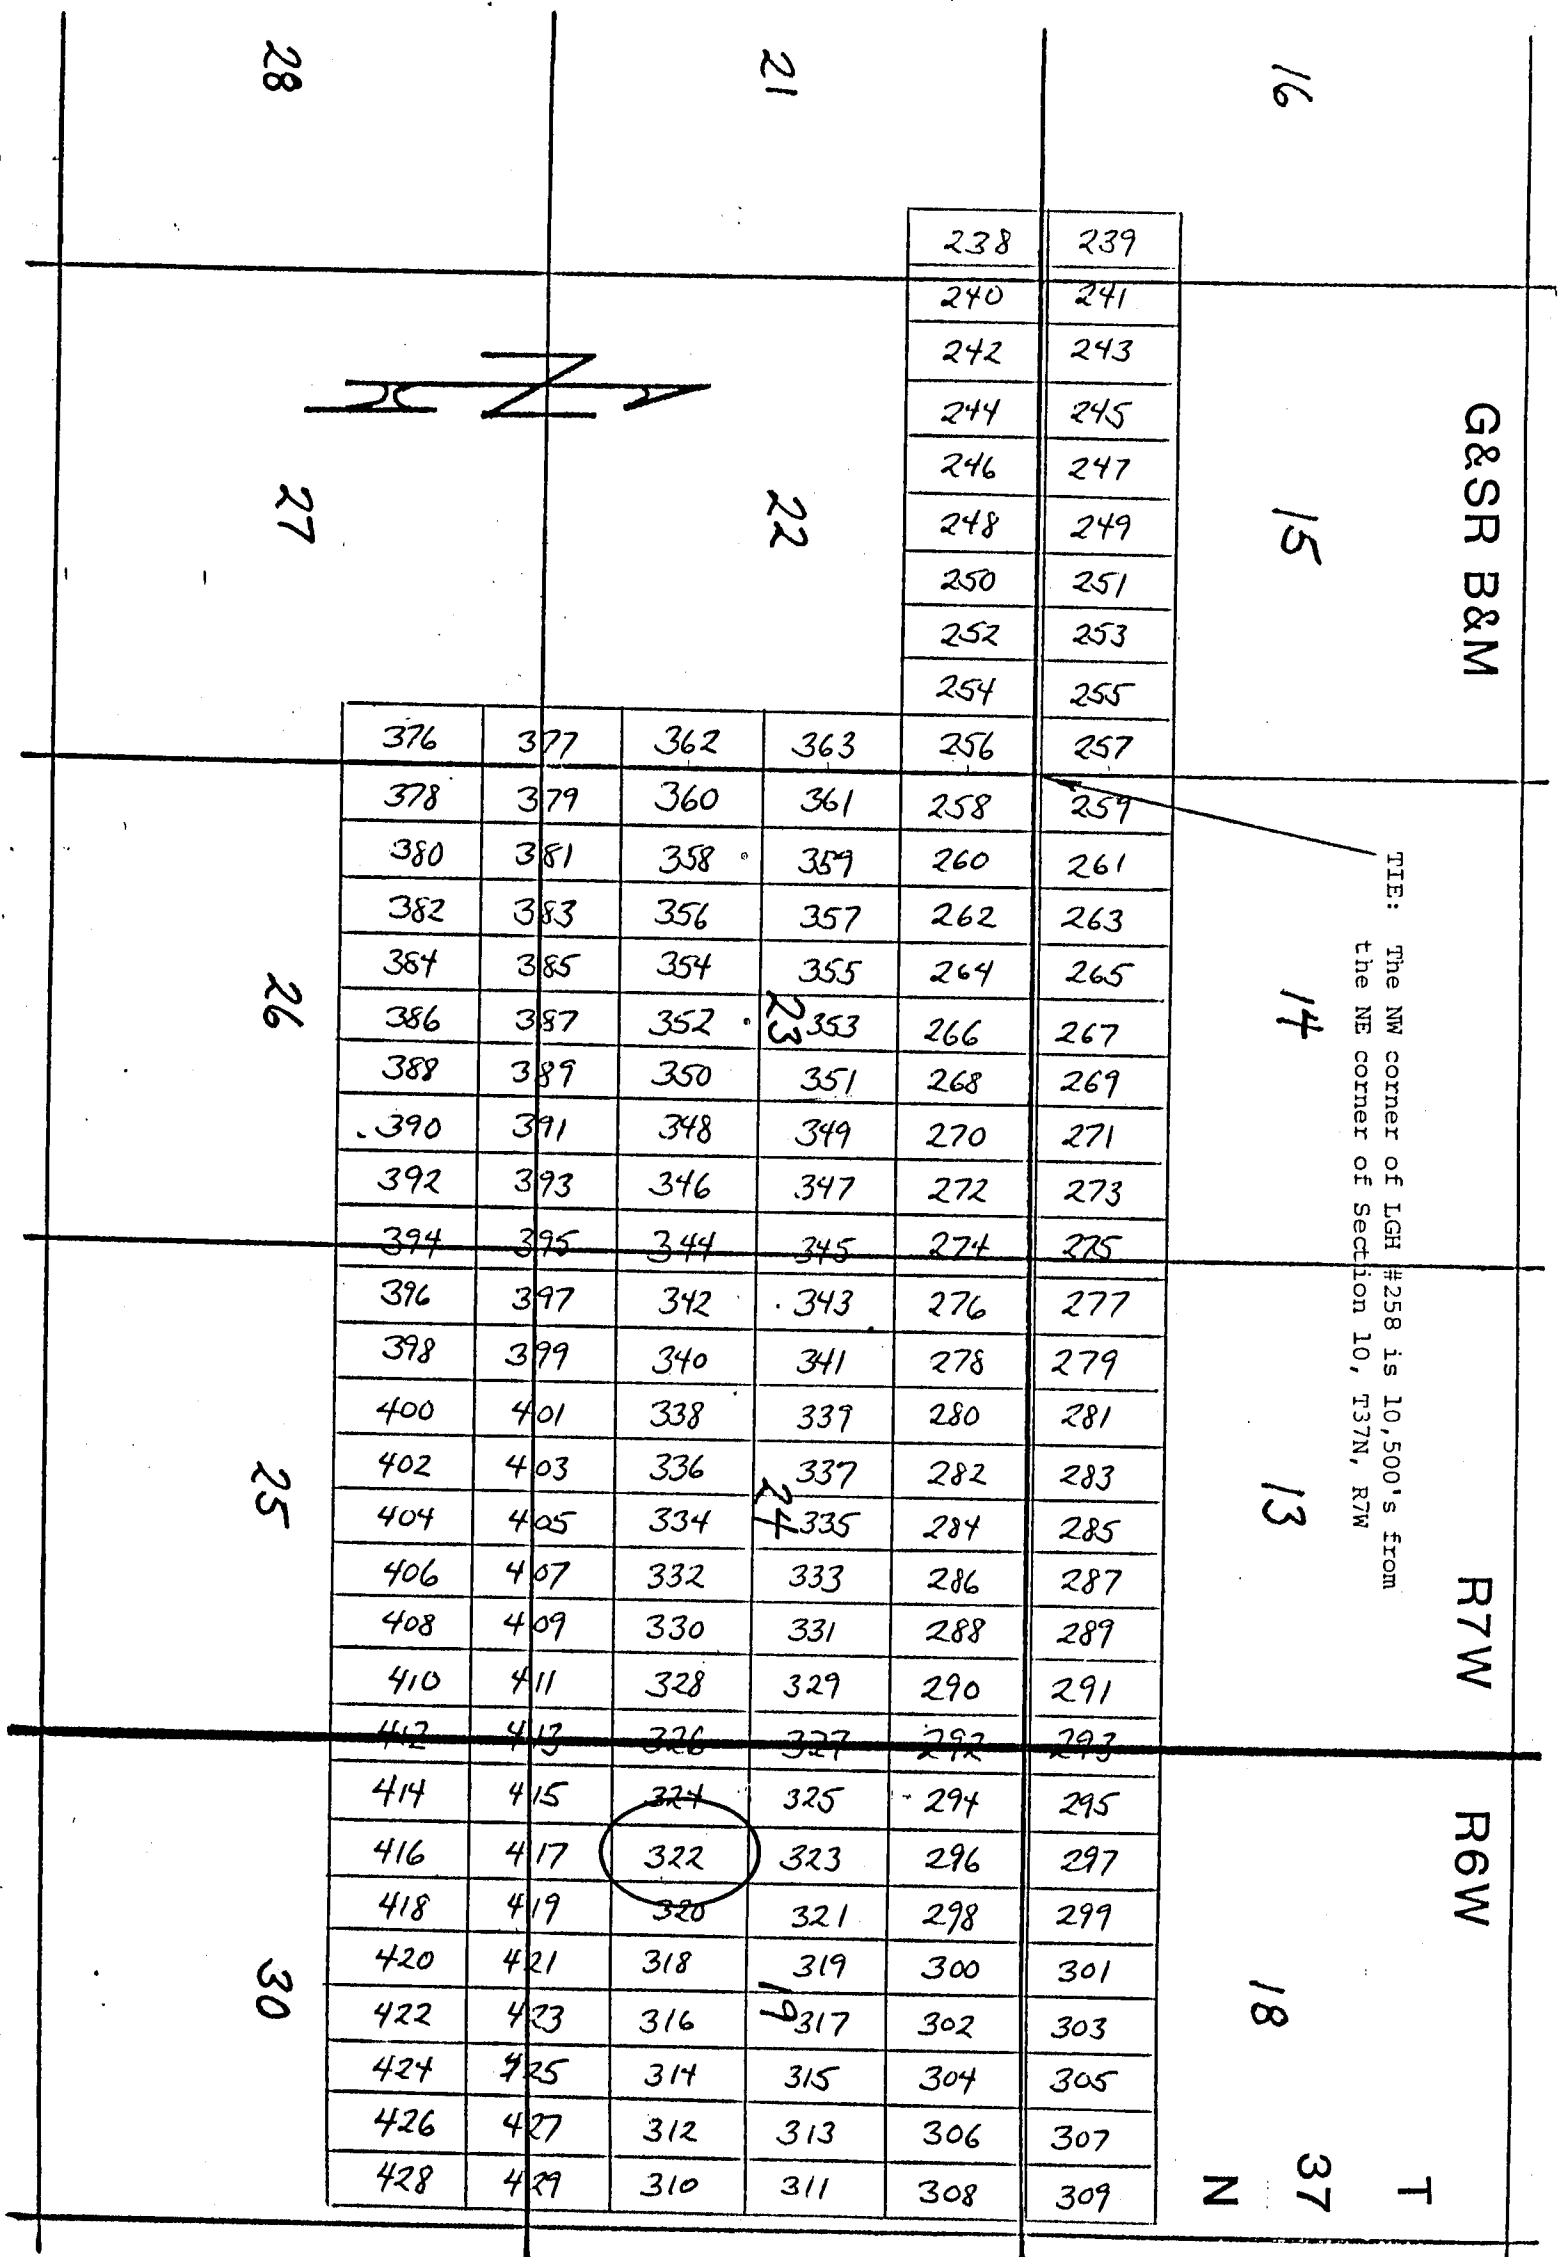 G&SR B&M
R7W
R6W
T
37
N
TIE: The NW corner of LGH #258 is 10,500's from
the NE corner of Section 10, T37N, R7W
16
15
14
13
18
21
22
23
24
19
28
27
26
25
30
N
238 239
240 241
242 243
244 245
246 247
248 249
250 251
252 253
254 255
376 377 362 363 256 257
378 379 360 361 258 259
380 381 358 359 260 261
382 383 356 357 262 263
384 385 354 355 264 265
386 387 352 353 266 267
388 389 350 351 268 269
390 391 348 349 270 271
392 393 346 347 272 273
394 395 344 345 274 275
396 397 342 343 276 277
398 399 340 341 278 279
400 401 338 339 280 281
402 403 336 337 282 283
404 405 334 335 284 285
406 407 332 333 286 287
408 409 330 331 288 289
410 411 328 329 290 291
412 413 326 327 292 293
414 415 324 325 294 295
416 417 322 323 296 297
418 419 320 321 298 299
420 421 318 319 300 301
422 423 316 317 302 303
424 425 314 315 304 305
426 427 312 313 306 307
428 429 310 311 308 309